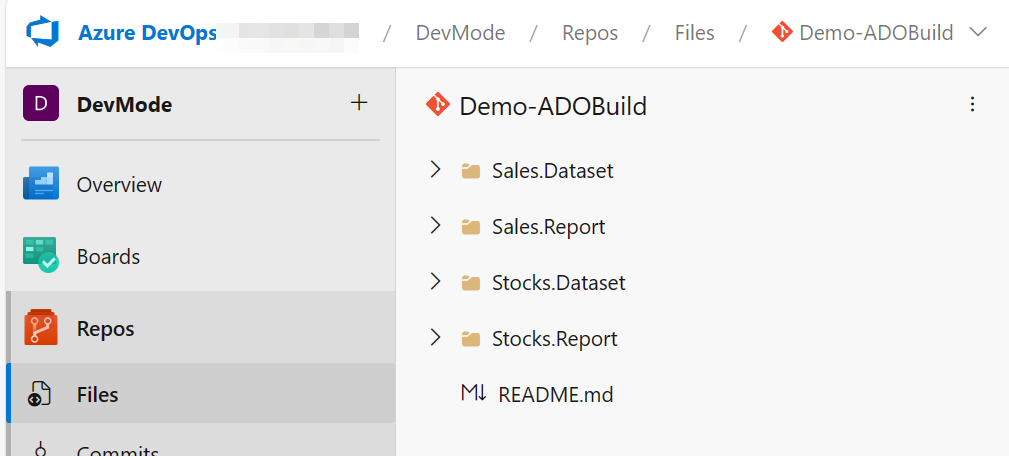 Azure DevOps / DevMode / Repos / Files / Demo-ADOBuild
D DevMode +
Demo-ADOBuild
Sales.Dataset
Overview
Sales.Report
Boards
Stocks.Dataset
Repos
Stocks.Report
Files
M↓ README.md
Commits